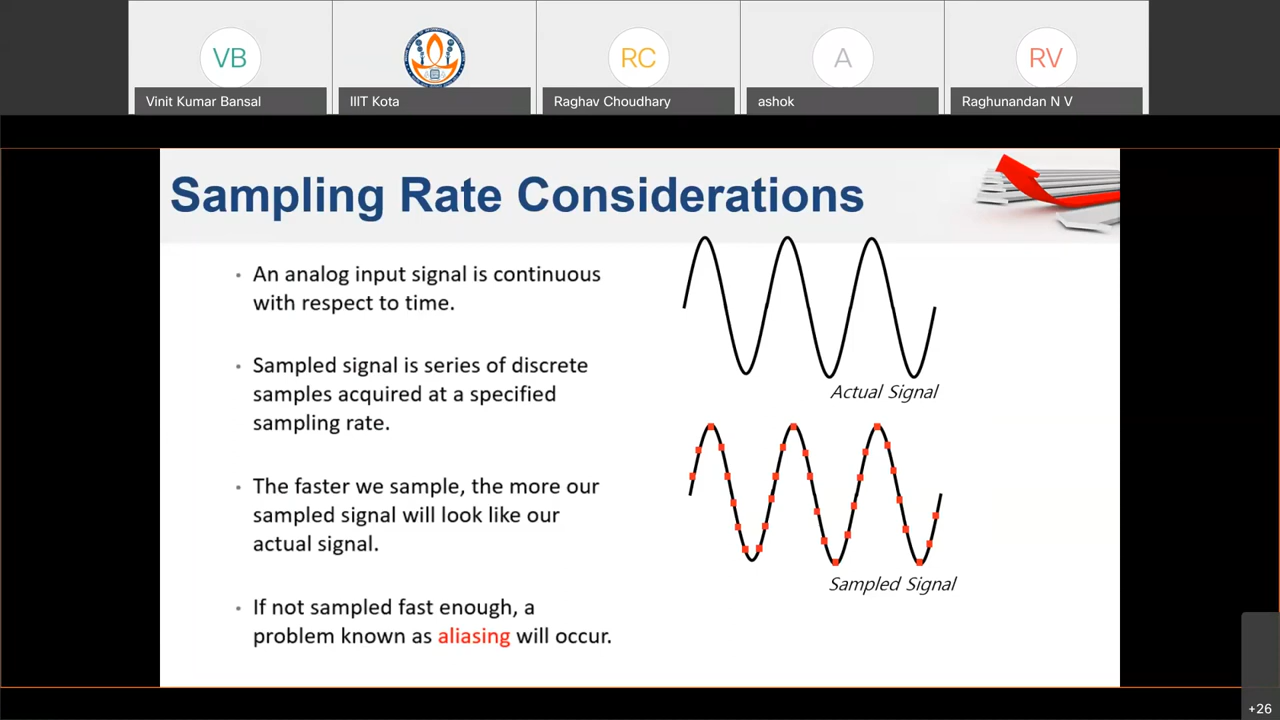 VB
RC
A
RV
Vinit Kumar Bansal
IIIT Kota
Raghav Choudhary
ashok
Raghunandan N V
Sampling Rate Considerations
• An analog input signal is continuous
with respect to time.
• Sampled signal is series of discrete
samples acquired at a specified
sampling rate.
• The faster we sample, the more our
sampled signal will look like our
actual signal.
• If not sampled fast enough, a
problem known as aliasing will occur.
Actual Signal
Sampled Signal
+26